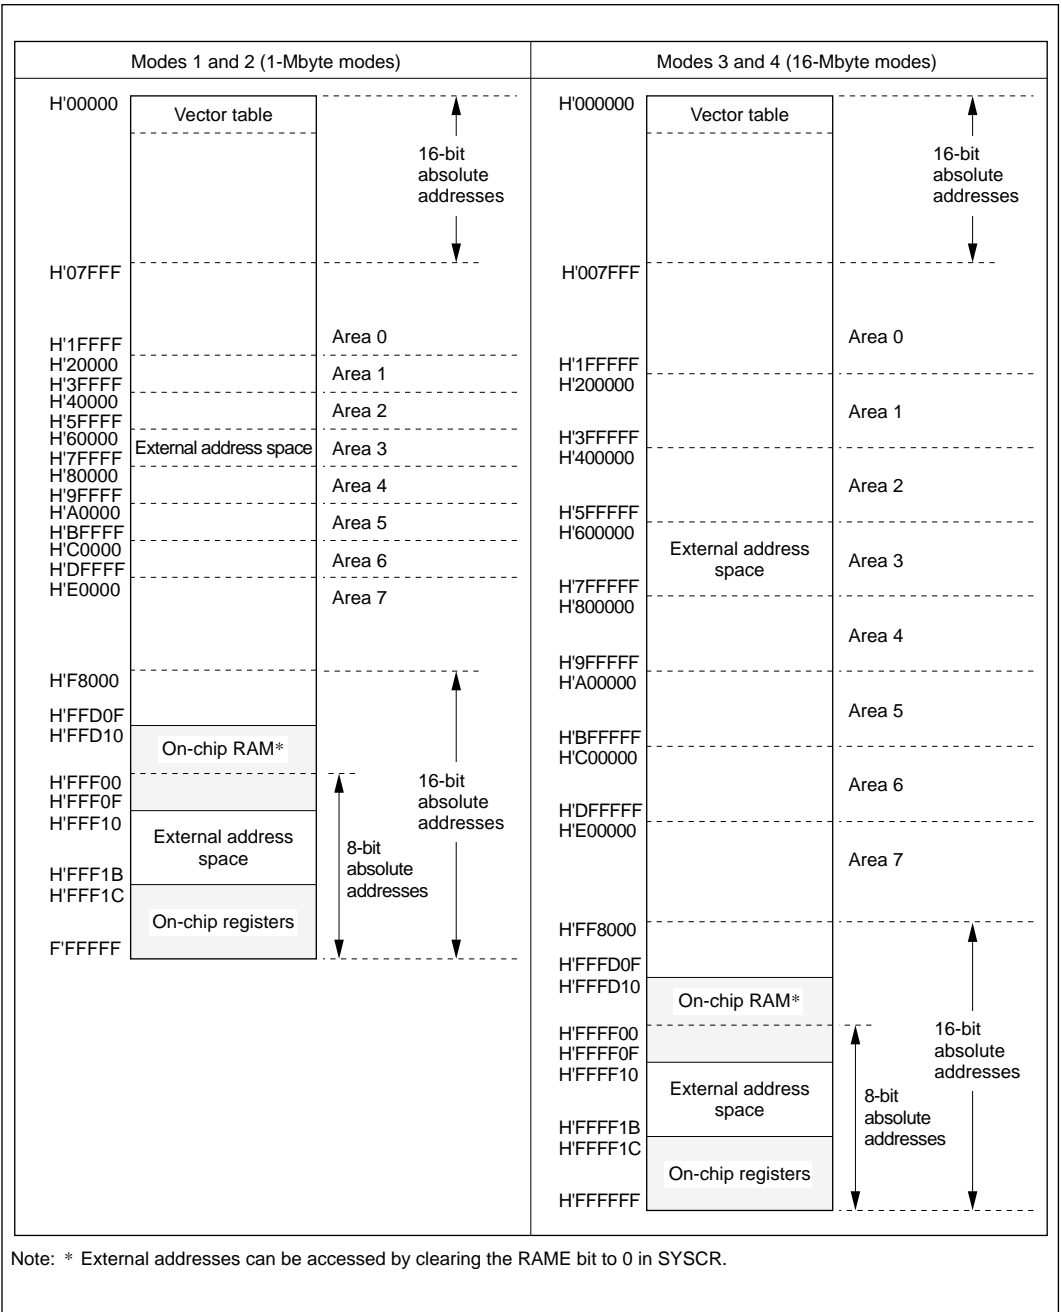 Modes 1 and 2 (1-Mbyte modes)
H'00000
Vector table
16-bit
absolute
addresses
H'07FFF
H'1FFFF
Area 0
H'20000
H'3FFFF
Area 1
H'40000
H'5FFFF
Area 2
H'60000
H'7FFFF
External address space
Area 3
H'80000
H'9FFFF
Area 4
H'A0000
H'BFFFF
Area 5
H'C0000
H'DFFFF
Area 6
H'E0000
Area 7
H'F8000
H'FFD0F
H'FFD10
On-chip RAM*
H'FFF00
H'FFF0F
H'FFF10
External address
space
H'FFF1B
H'FFF1C
On-chip registers
F'FFFFF
8-bit
absolute
addresses
16-bit
absolute
addresses
Modes 3 and 4 (16-Mbyte modes)
H'000000
Vector table
16-bit
absolute
addresses
H'007FFF
Area 0
H'1FFFFF
H'200000
Area 1
H'3FFFFF
H'400000
Area 2
H'5FFFFF
H'600000
External address
space
Area 3
H'7FFFFF
H'800000
Area 4
H'9FFFFF
H'A00000
Area 5
H'BFFFFF
H'C00000
Area 6
H'DFFFFF
H'E00000
Area 7
H'FF8000
H'FFFD0F
H'FFFD10
On-chip RAM*
H'FFFF00
H'FFFF0F
H'FFFF10
External address
space
H'FFFF1B
H'FFFF1C
On-chip registers
H'FFFFFF
8-bit
absolute
addresses
16-bit
absolute
addresses
Note: * External addresses can be accessed by clearing the RAME bit to 0 in SYSCR.